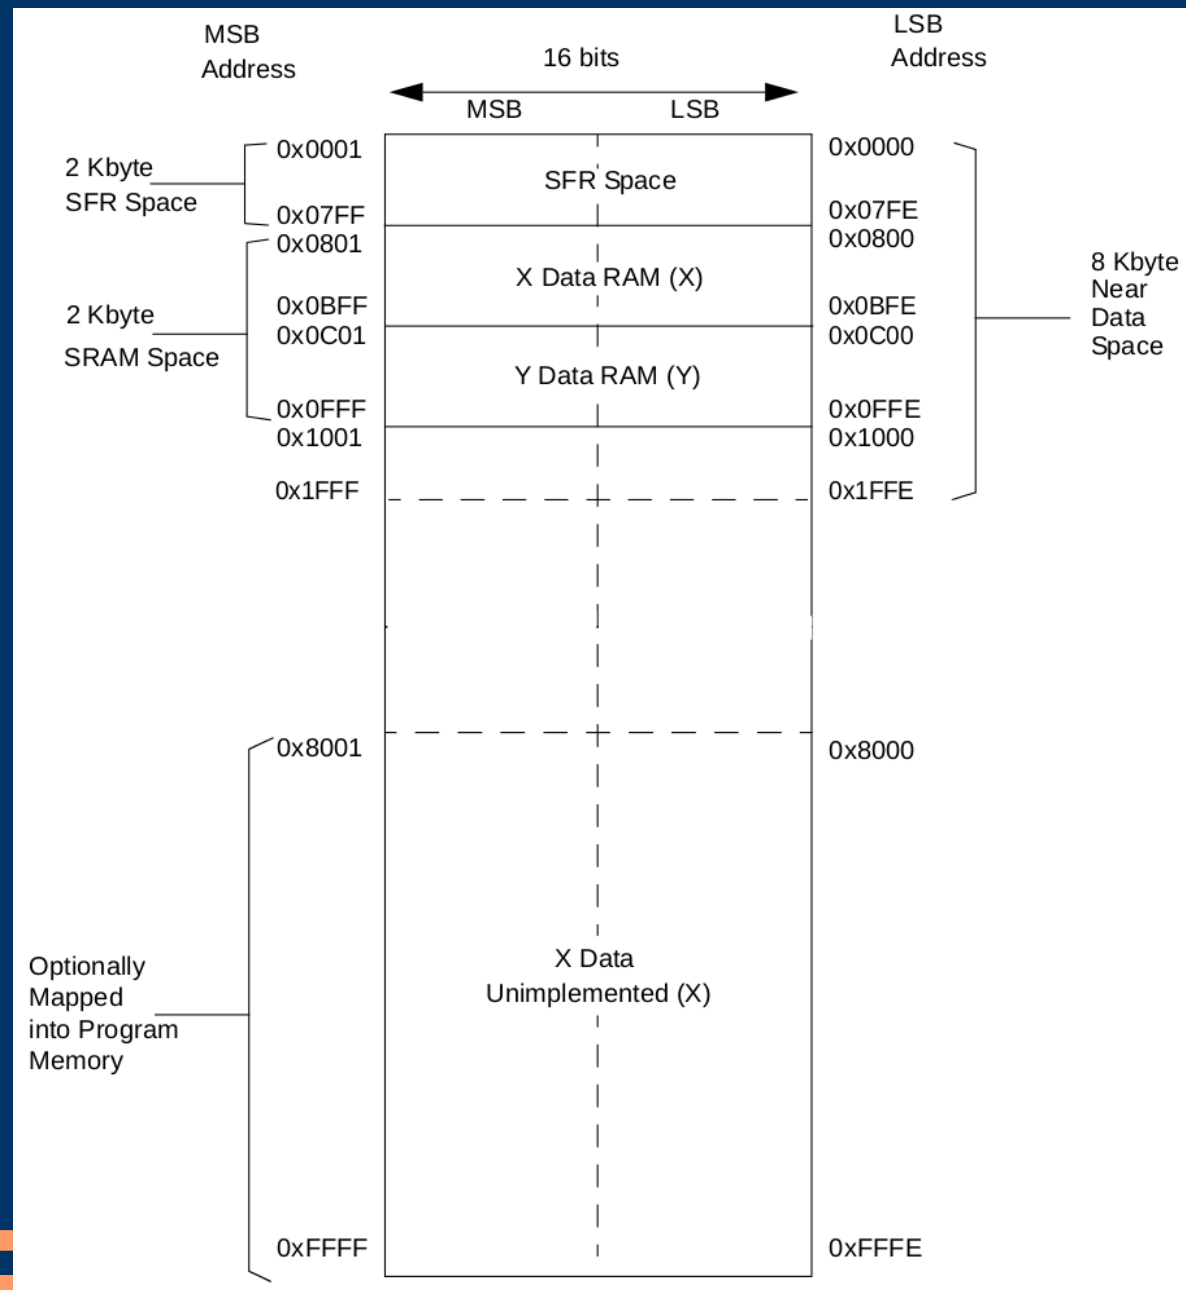 MSB
Address
16 bits
LSB
Address
MSB
LSB
2 Kbyte
SFR Space
0x0001
0x07FF
SFR Space
0x0000
0x07FE
2 Kbyte
SRAM Space
0x0801
0x0BFF
0x0C01
0x0FFF
X Data RAM (X)
Y Data RAM (Y)
0x0800
0x0BFE
0x0C00
0x0FFE
8 Kbyte
Near
Data
Space
0x1001
0x1FFF
0x1000
0x1FFE
0x8001
0x8000
Optionally
Mapped
into Program
Memory
X Data
Unimplemented (X)
0xFFFF
0xFFFE